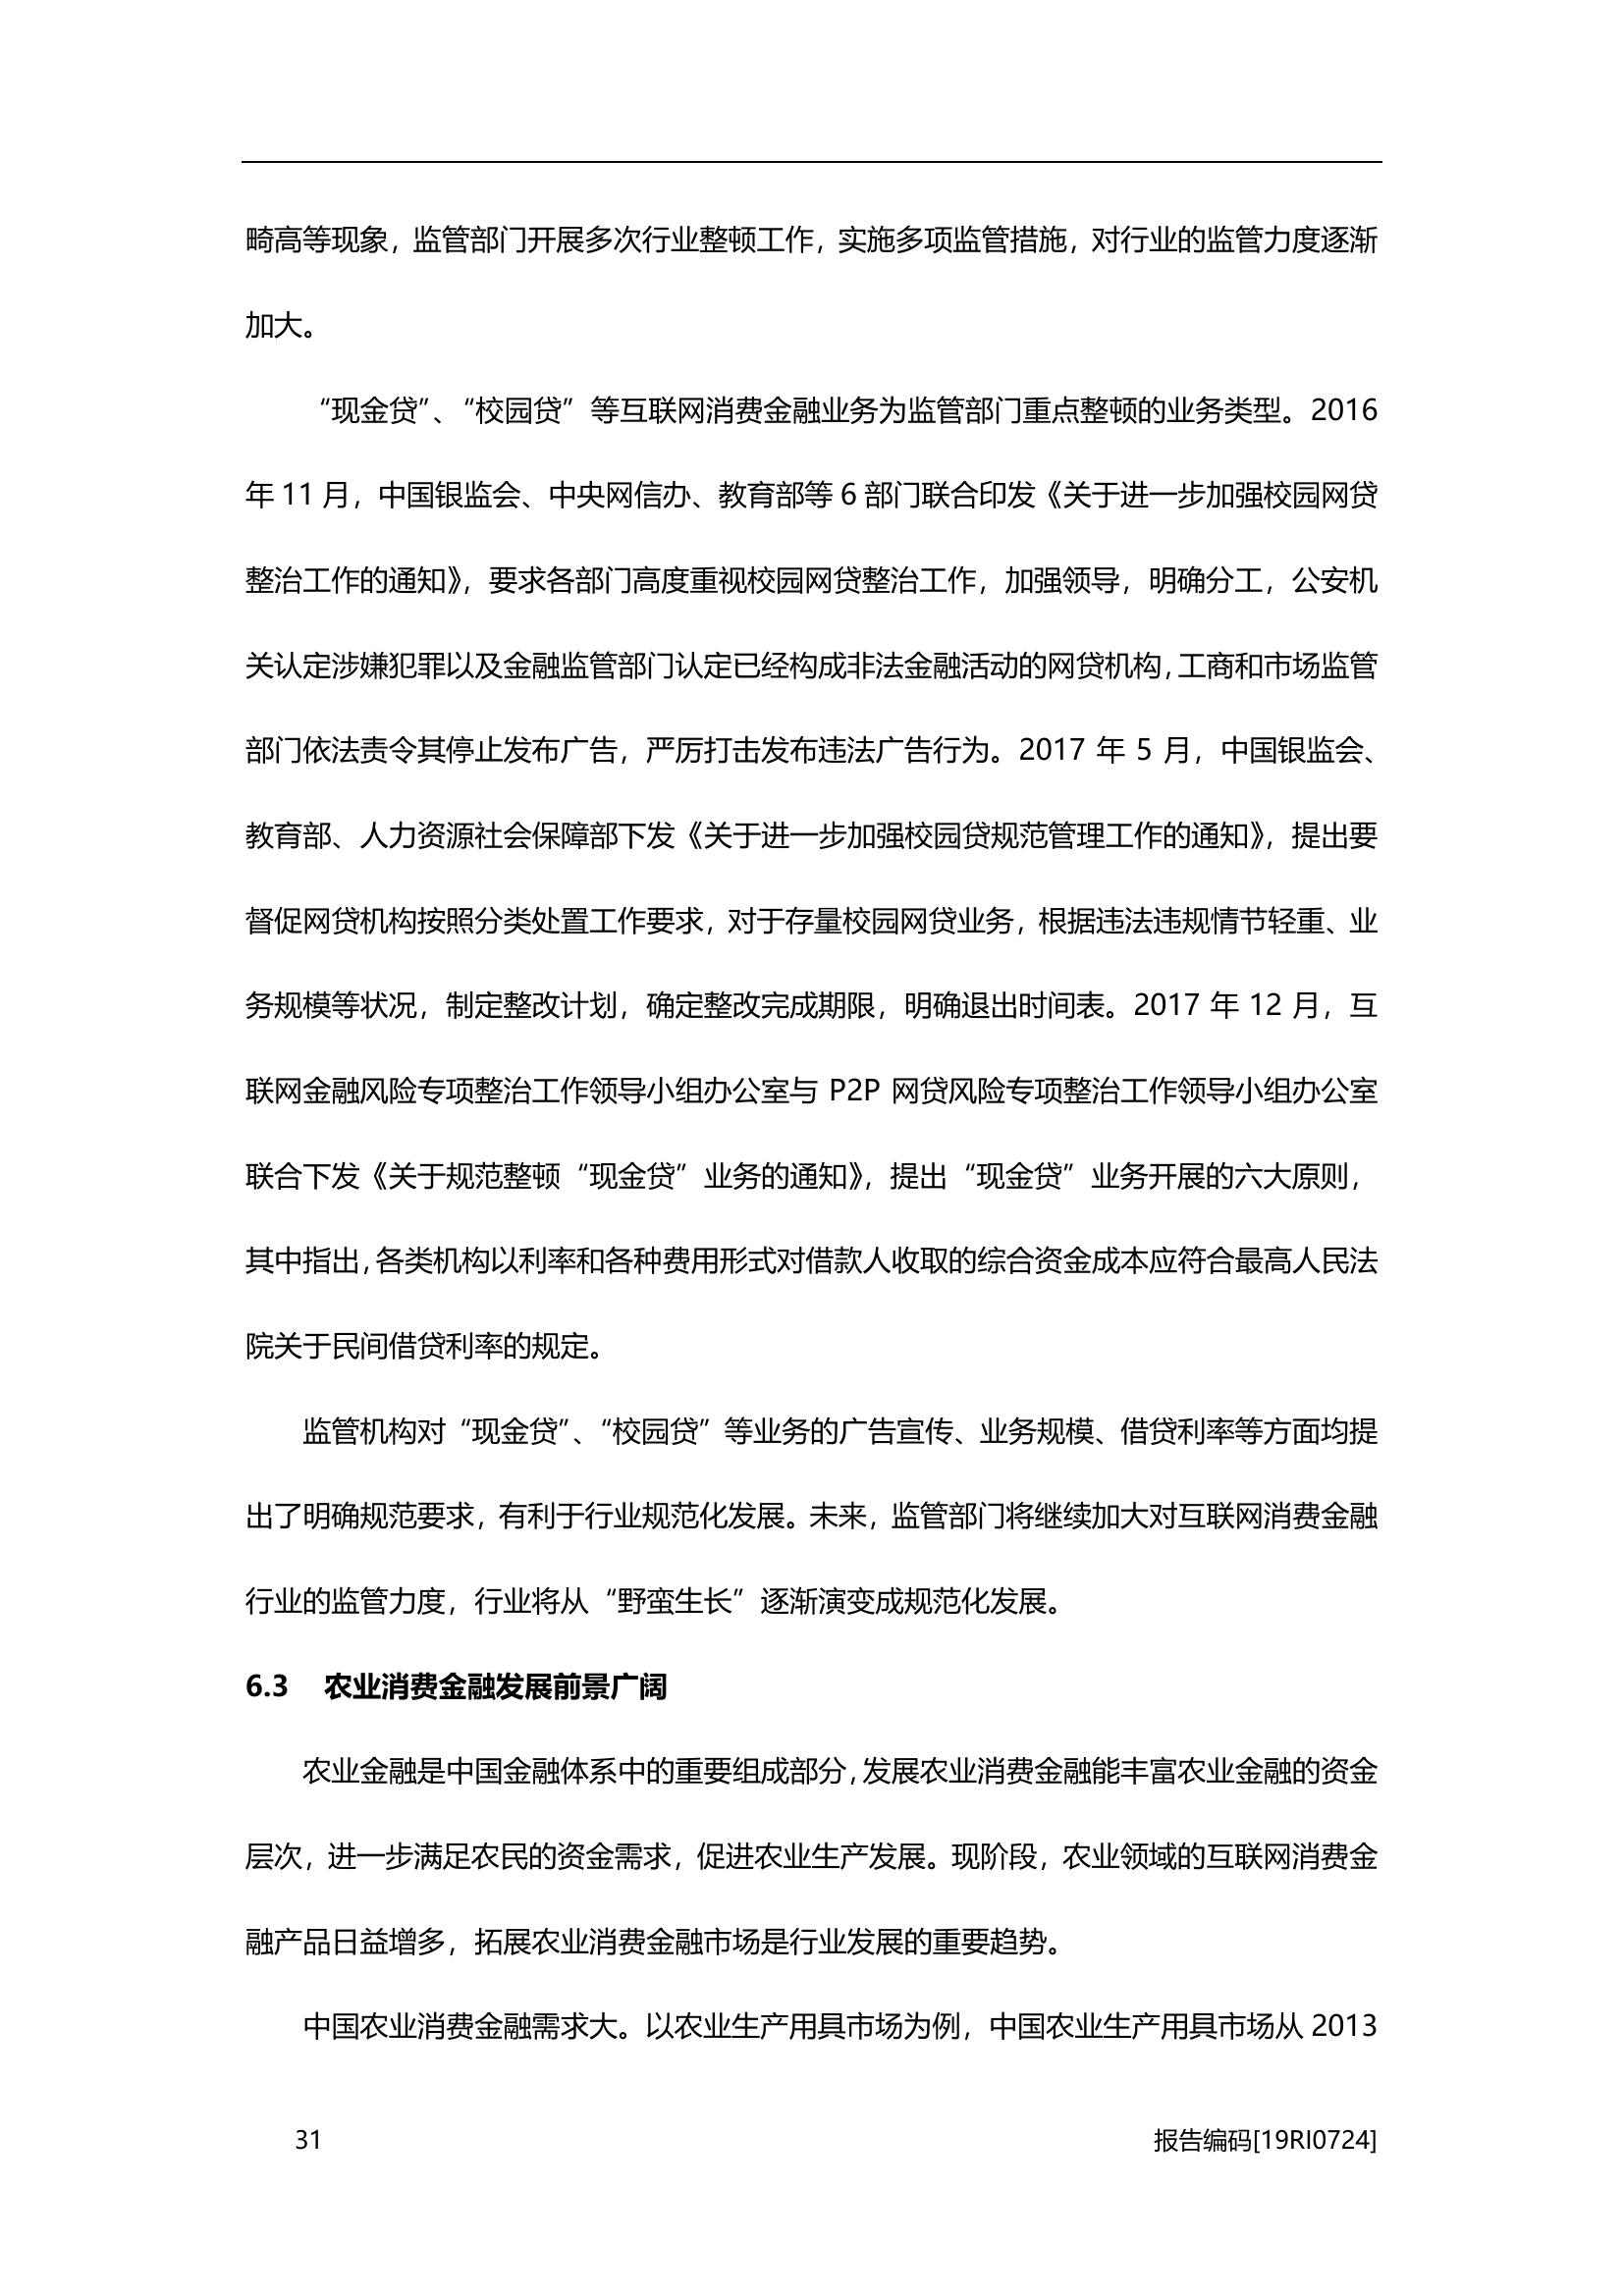 畸高等现象，监管部门开展多次行业整顿工作，实施多项监管措施，对行业的监管力度逐渐
加大。
“现金贷”、“校园贷”等互联网消费金融业务为监管部门重点整顿的业务类型。2016
年 11 月，中国银监会、中央网信办、教育部等 6 部门联合印发《关于进一步加强校园网贷
整治工作的通知》，要求各部门高度重视校园网贷整治工作，加强领导，明确分工，公安机
关认定涉嫌犯罪以及金融监管部门认定已经构成非法金融活动的网贷机构，工商和市场监管
部门依法责令其停止发布广告，严厉打击发布违法广告行为。2017 年 5 月，中国银监会、
教育部、人力资源社会保障部下发《关于进一步加强校园贷规范管理工作的通知》，提出要
督促网贷机构按照分类处置工作要求，对于存量校园网贷业务，根据违法违规情节轻重、业
务规模等状况，制定整改计划，确定整改完成期限，明确退出时间表。2017 年 12 月，互
联网金融风险专项整治工作领导小组办公室与 P2P 网贷风险专项整治工作领导小组办公室
联合下发《关于规范整顿“现金贷”业务的通知》，提出“现金贷”业务开展的六大原则，
其中指出，各类机构以利率和各种费用形式对借款人收取的综合资金成本应符合最高人民法
院关于民间借贷利率的规定。
监管机构对“现金贷”、“校园贷”等业务的广告宣传、业务规模、借贷利率等方面均提
出了明确规范要求，有利于行业规范化发展。未来，监管部门将继续加大对互联网消费金融
行业的监管力度，行业将从“野蛮生长”逐渐演变成规范化发展。
6.3 农业消费金融发展前景广阔
农业金融是中国金融体系中的重要组成部分，发展农业消费金融能丰富农业金融的资金
层次，进一步满足农民的资金需求，促进农业生产发展。现阶段，农业领域的互联网消费金
融产品日益增多，拓展农业消费金融市场是行业发展的重要趋势。
中国农业消费金融需求大。以农业生产用具市场为例，中国农业生产用具市场从 2013
31 报告编码[19RI0724]